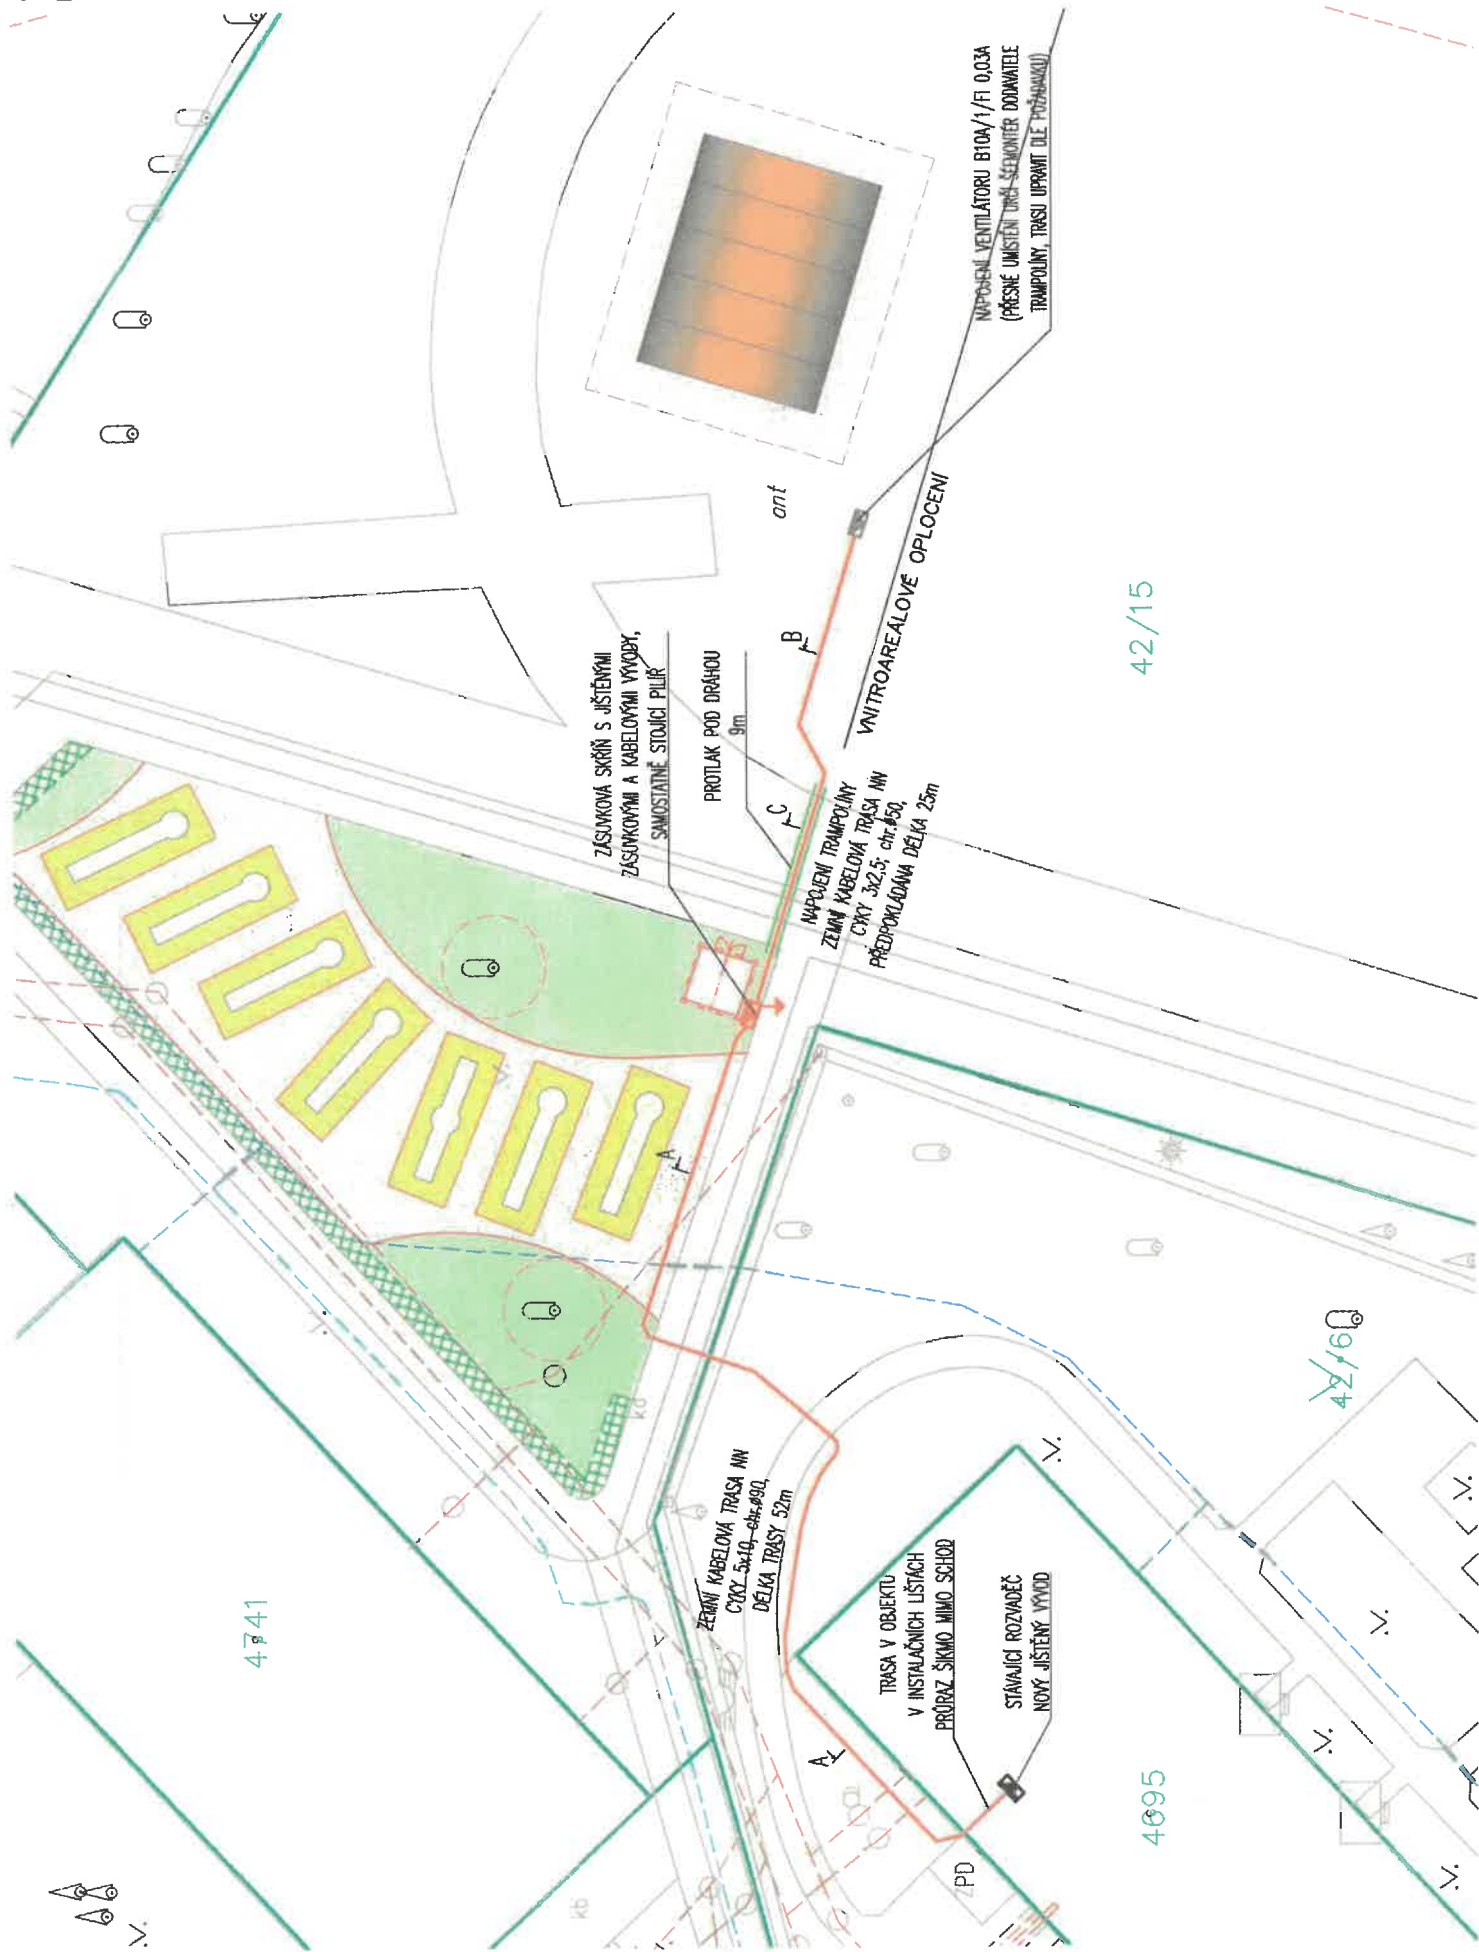 NAPOJENÍ VENTILÁTORU B10A/1/FI 0,03A
(PŘESNÉ UMÍSTĚNÍ URČÍ ŠÉFMONTÉR DODAVATELE
TRAMPOLÍNY, TRASU UPRAVIT DLE POŽADAVKU)
ant
B
VNITROAREÁLOVÉ OPLOCENÍ
42/15
ZÁSUVKOVÁ SKŘÍŇ S JIŠTĚNÝMI
ZÁSUVKOVÝMI A KABELOVÝMI VÝVODY,
SAMOSTATNĚ STOJÍCÍ PILÍŘ
PROTLAK POD DRÁHOU
9m
C
NAPOJENÍ TRAMPOLÍNY
ZEMNÍ KABELOVÁ TRASA NN
CYKY 3x2,5; chr.ø50,
PŘEDPOKLÁDANÁ DÉLKA 25m
A
42/6
kd
ZEMNÍ KABELOVÁ TRASA NN
CYKY 5x10, chr.ø90,
DÉLKA TRASY 52m
4741
TRASA V OBJEKTU
V INSTALAČNÍCH LIŠTÁCH
PRŮRAZ ŠIKMO MIMO SCHOD
STÁVAJÍCÍ ROZVADĚČ
NOVÝ JIŠTĚNÝ VÝVOD
A
4695
ZPD
kb